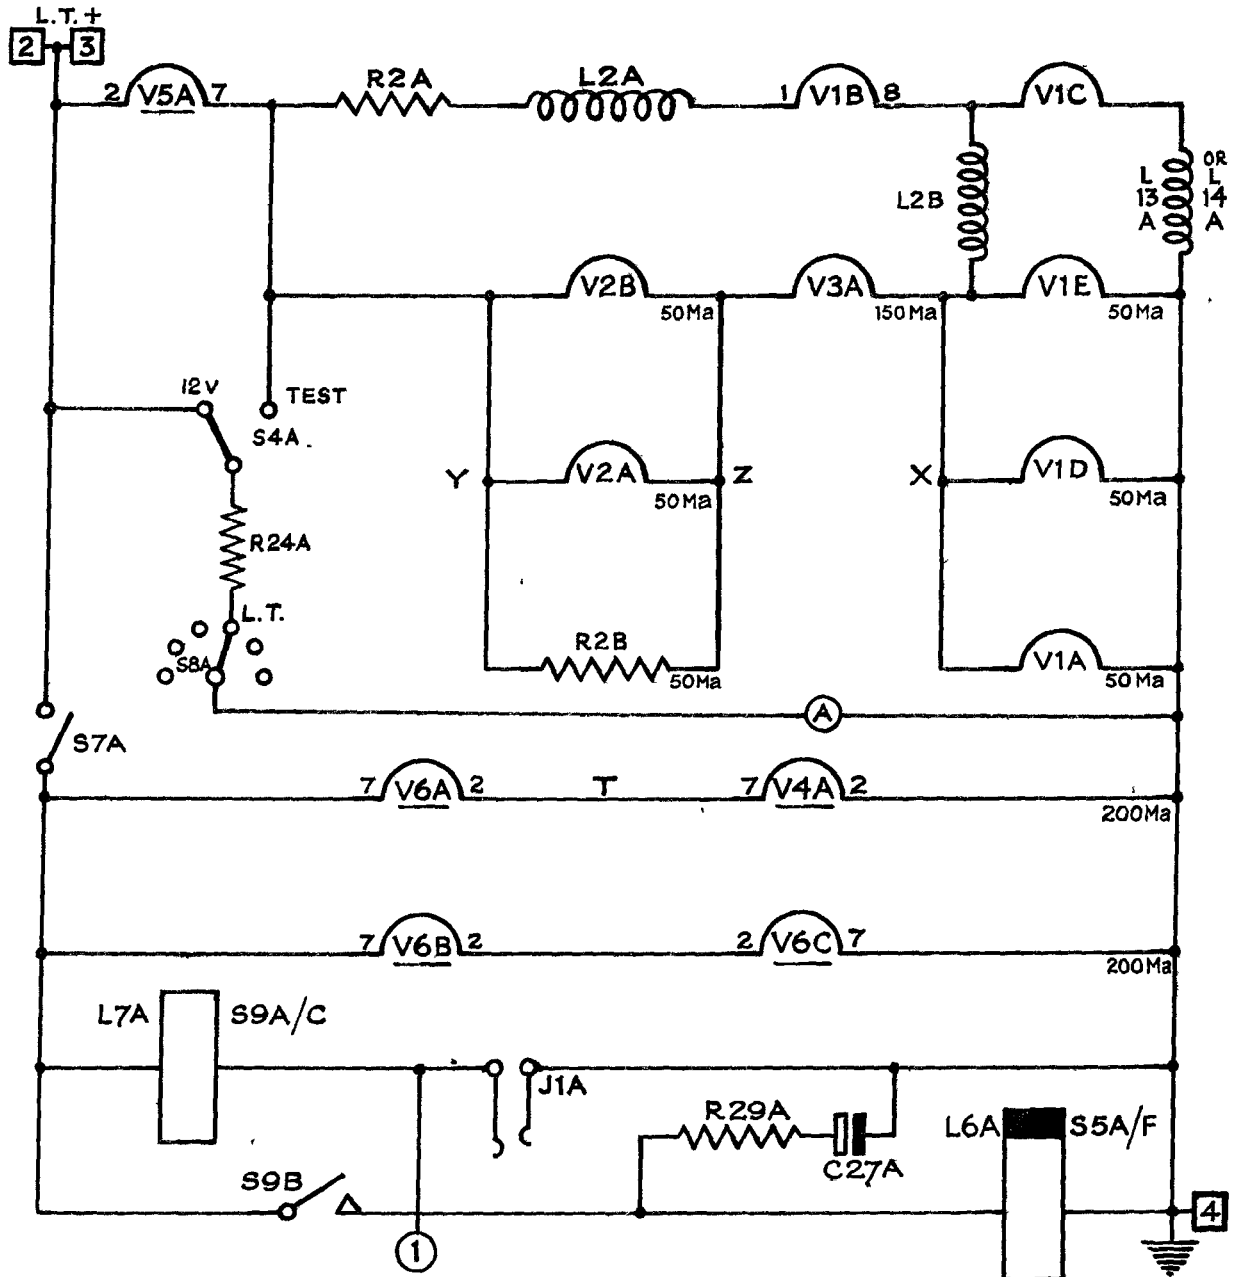 L.T.+
2 3
2 V5A 7 R2A L2A 1 V1B 8 V1C
L2B
L 13 A
OR L 14 A
V2B 50Ma V3A 150Ma V1E 50Ma
12V TEST
S4A
Y V2A 50Ma Z X V1D 50Ma
R24A
L.T.
S8A
R2B 50Ma V1A 50Ma
A
S7A
7 V6A 2 T 7 V4A 2
200Ma
7 V6B 2 2 V6C 7
200Ma
L7A S9A/C
J1A
R29A L6A S5A/F
C27A
S9B
4
1